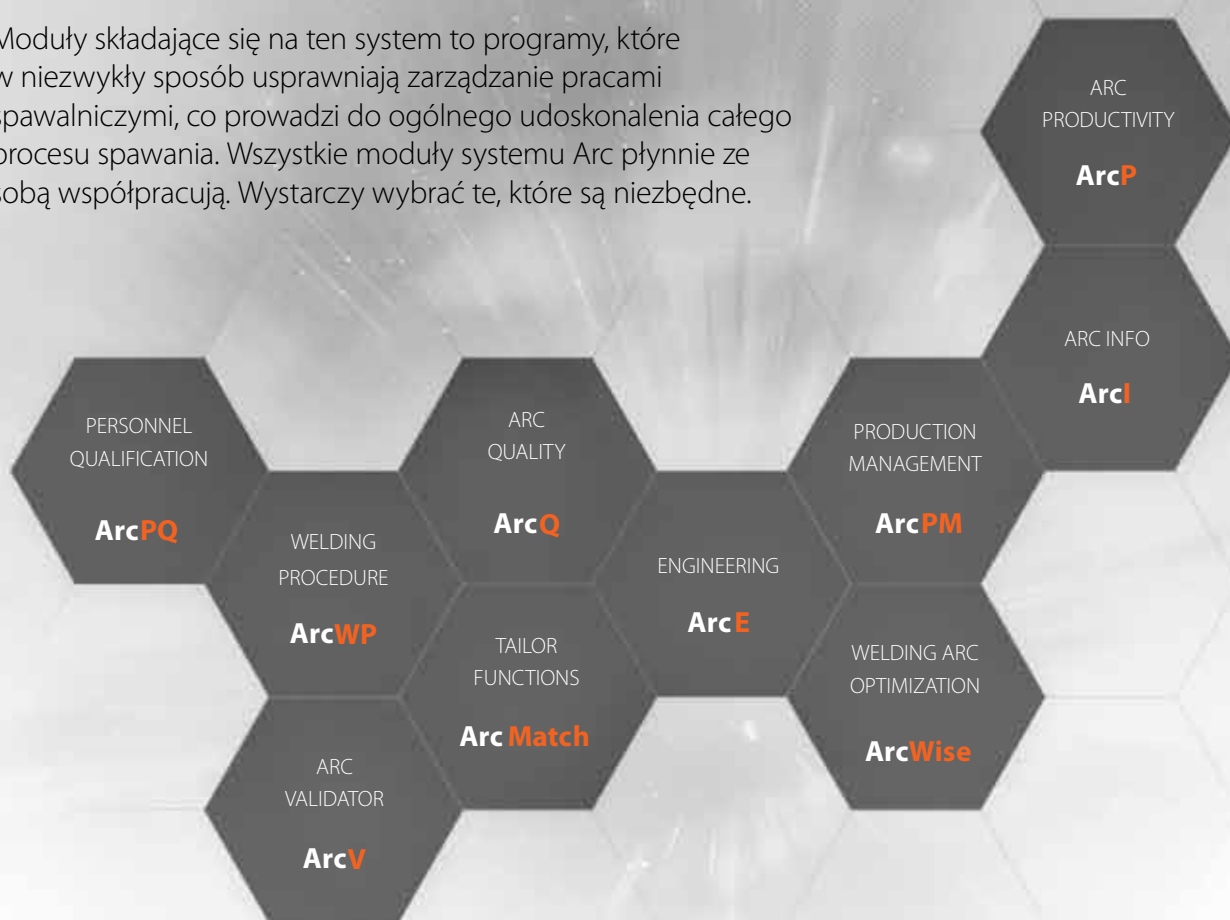 Moduły składające się na ten system to programy, które
w niezwykły sposób usprawniają zarządzanie pracami
spawalniczymi, co prowadzi do ogólnego udoskonalenia całego
procesu spawania. Wszystkie moduły systemu Arc płynnie ze
sobą współpracują. Wystarczy wybrać te, które są niezbędne.
ARC
PRODUCTIVITY
ArcP
ARC INFO
ArcI
PERSONNEL
QUALIFICATION
ArcPQ
WELDING
PROCEDURE
ArcWP
ARC
QUALITY
ArcQ
ENGINEERING
ArcE
PRODUCTION
MANAGEMENT
ArcPM
TAILOR
FUNCTIONS
Arc Match
WELDING ARC
OPTIMIZATION
ArcWise
ARC
VALIDATOR
ArcV